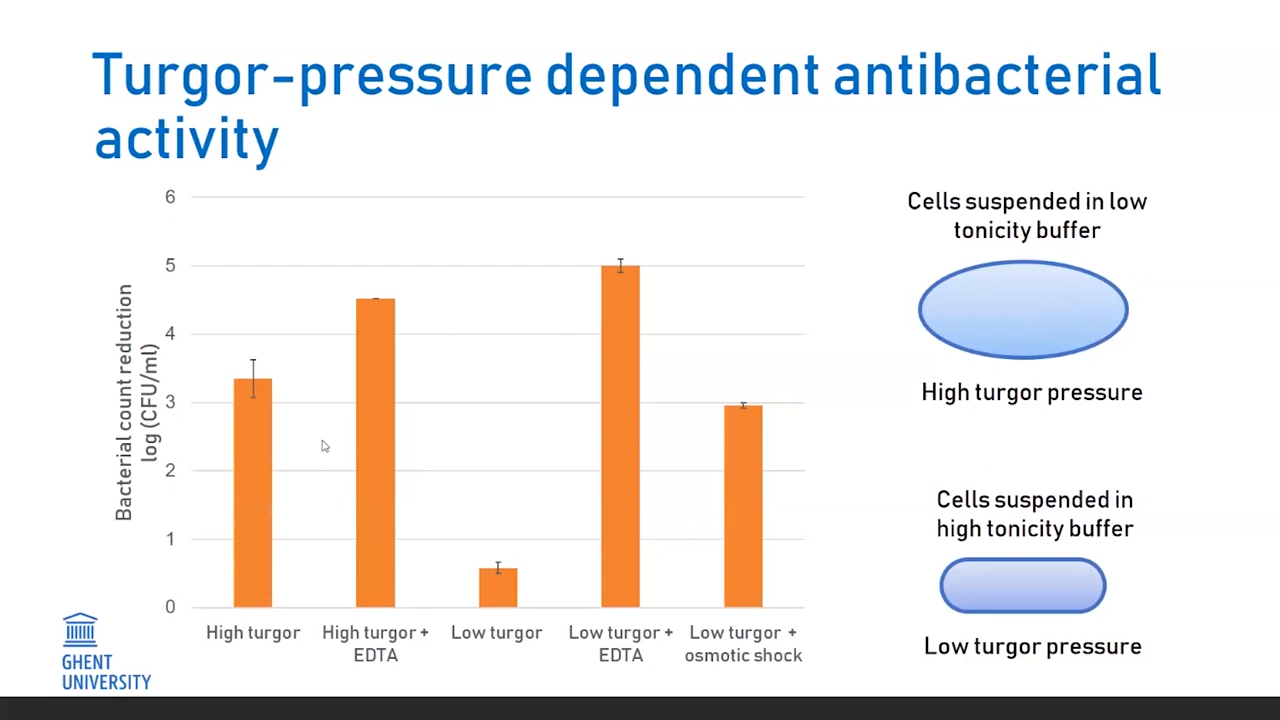 Turgor-pressure dependent antibacterial
activity
6
5
4
3
2
1
0
Bacterial count reduction
log (CFU/ml)
High turgor
High turgor +
EDTA
Low turgor
Low turgor +
EDTA
Low turgor +
osmotic shock
Cells suspended in low
tonicity buffer
High turgor pressure
Cells suspended in
high tonicity buffer
Low turgor pressure
GHENT
UNIVERSITY